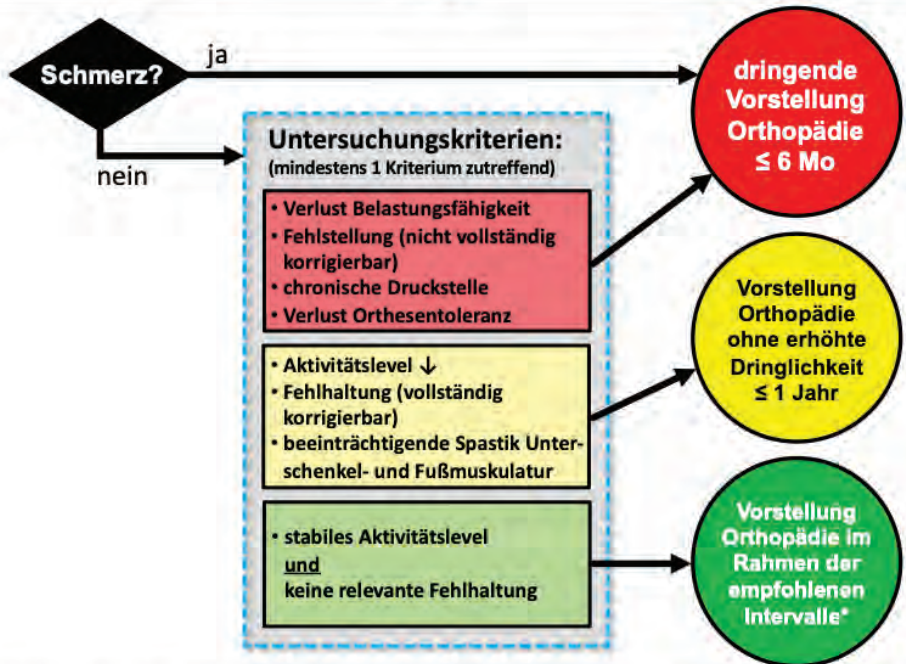 Schmerz?
ja
nein
dringende
Vorstellung
Orthopädie
≤ 6 Mo
Untersuchungskriterien:
(mindestens 1 Kriterium zutreffend)
• Verlust Belastungsfähigkeit
• Fehlstellung (nicht vollständig
korrigierbar)
• chronische Druckstelle
• Verlust Orthesentoleranz
• Aktivitätslevel ↓
• Fehlhaltung (vollständig
korrigierbar)
• beeinträchtigende Spastik Unter-
schenkel- und Fußmuskulatur
Vorstellung
Orthopädie
ohne erhöhte
Dringlichkeit
≤ 1 Jahr
• stabiles Aktivitätslevel
und
keine relevante Fehlhaltung
Vorstellung
Orthopädie im
Rahmen der
empfohlenen
Intervalle*